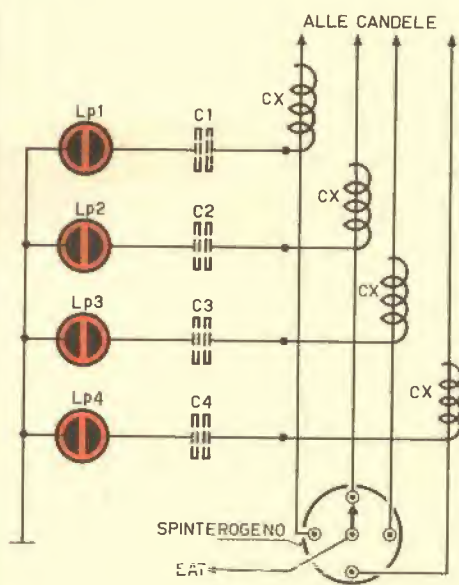 ALLE CANDELE
CX
Lp1
C1
Lp2
C2
CX
Lp3
C3
CX
Lp4
C4
CX
SPINTEROGENO
EAT